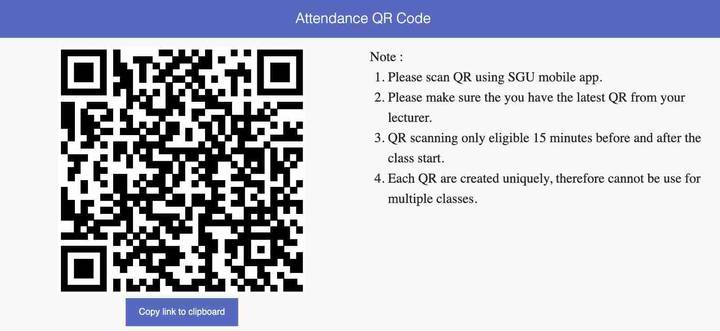 Attendance QR Code
Note :
1. Please scan QR using SGU mobile app.
2. Please make sure the you have the latest QR from your
lecturer.
3. QR scanning only eligible 15 minutes before and after the
class start.
4. Each QR are created uniquely, therefore cannot be use for
multiple classes.
Copy link to clipboard